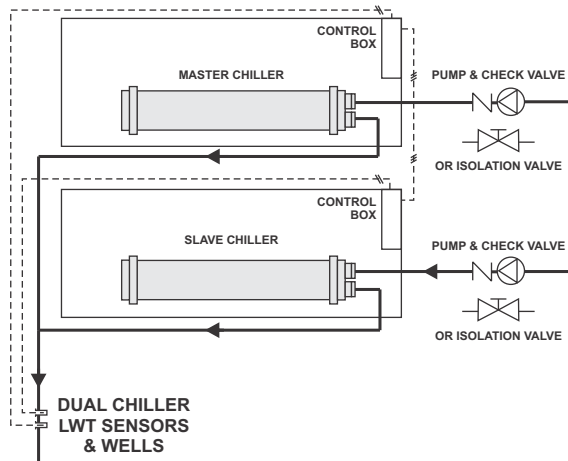 CONTROL
BOX
MASTER CHILLER
PUMP & CHECK VALVE
OR ISOLATION VALVE
CONTROL
BOX
SLAVE CHILLER
PUMP & CHECK VALVE
OR ISOLATION VALVE
DUAL CHILLER
LWT SENSORS
& WELLS